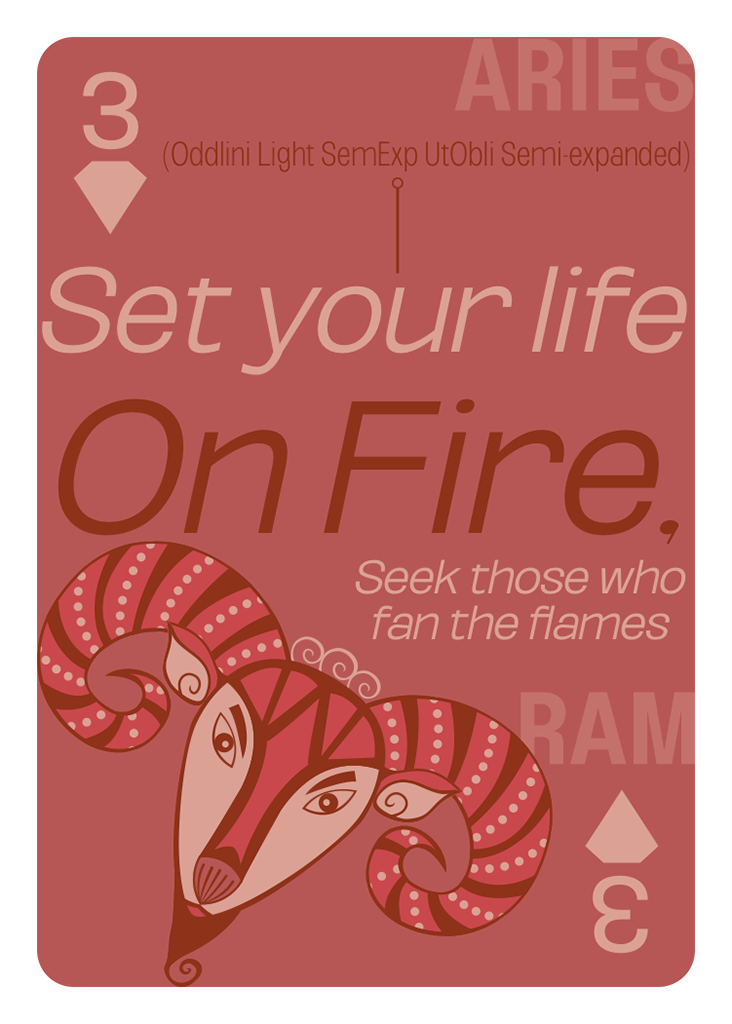 ARIES
3
(Oddlini Light SemExp UtObli Semi-expanded)
Set your life
On Fire,
Seek those who
fan the flames
RAM
3